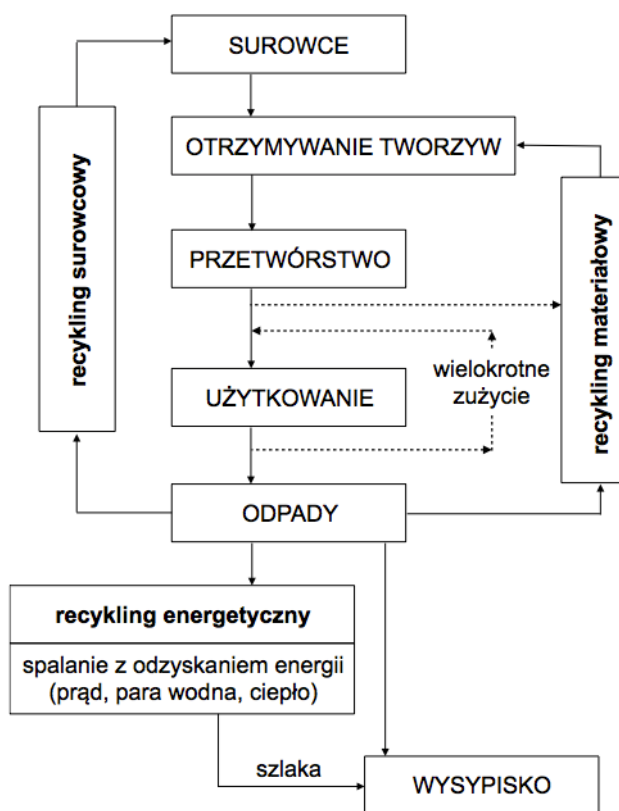 SUROWCE
OTRZYMYWANIE TWORZYW
PRZETWÓRSTWO
recykling surowcowy
recykling materiałowy
wielokrotne
zużycie
UŻYTKOWANIE
ODPADY
recykling energetyczny
spalanie z odzyskaniem energii
(prąd, para wodna, ciepło)
szlaka
WYSYPISKO